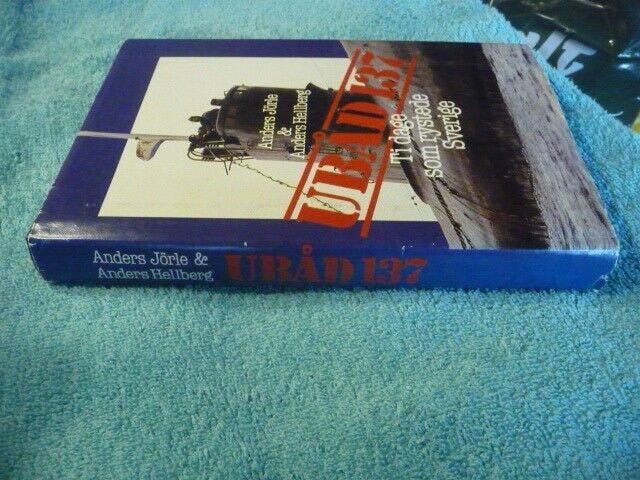 Anders Jörle
&
Anders Hellberg
UBÅD 137
Ti dage
som rystede
Sverige
Anders Jörle &
Anders Hellberg
UBÅD 137